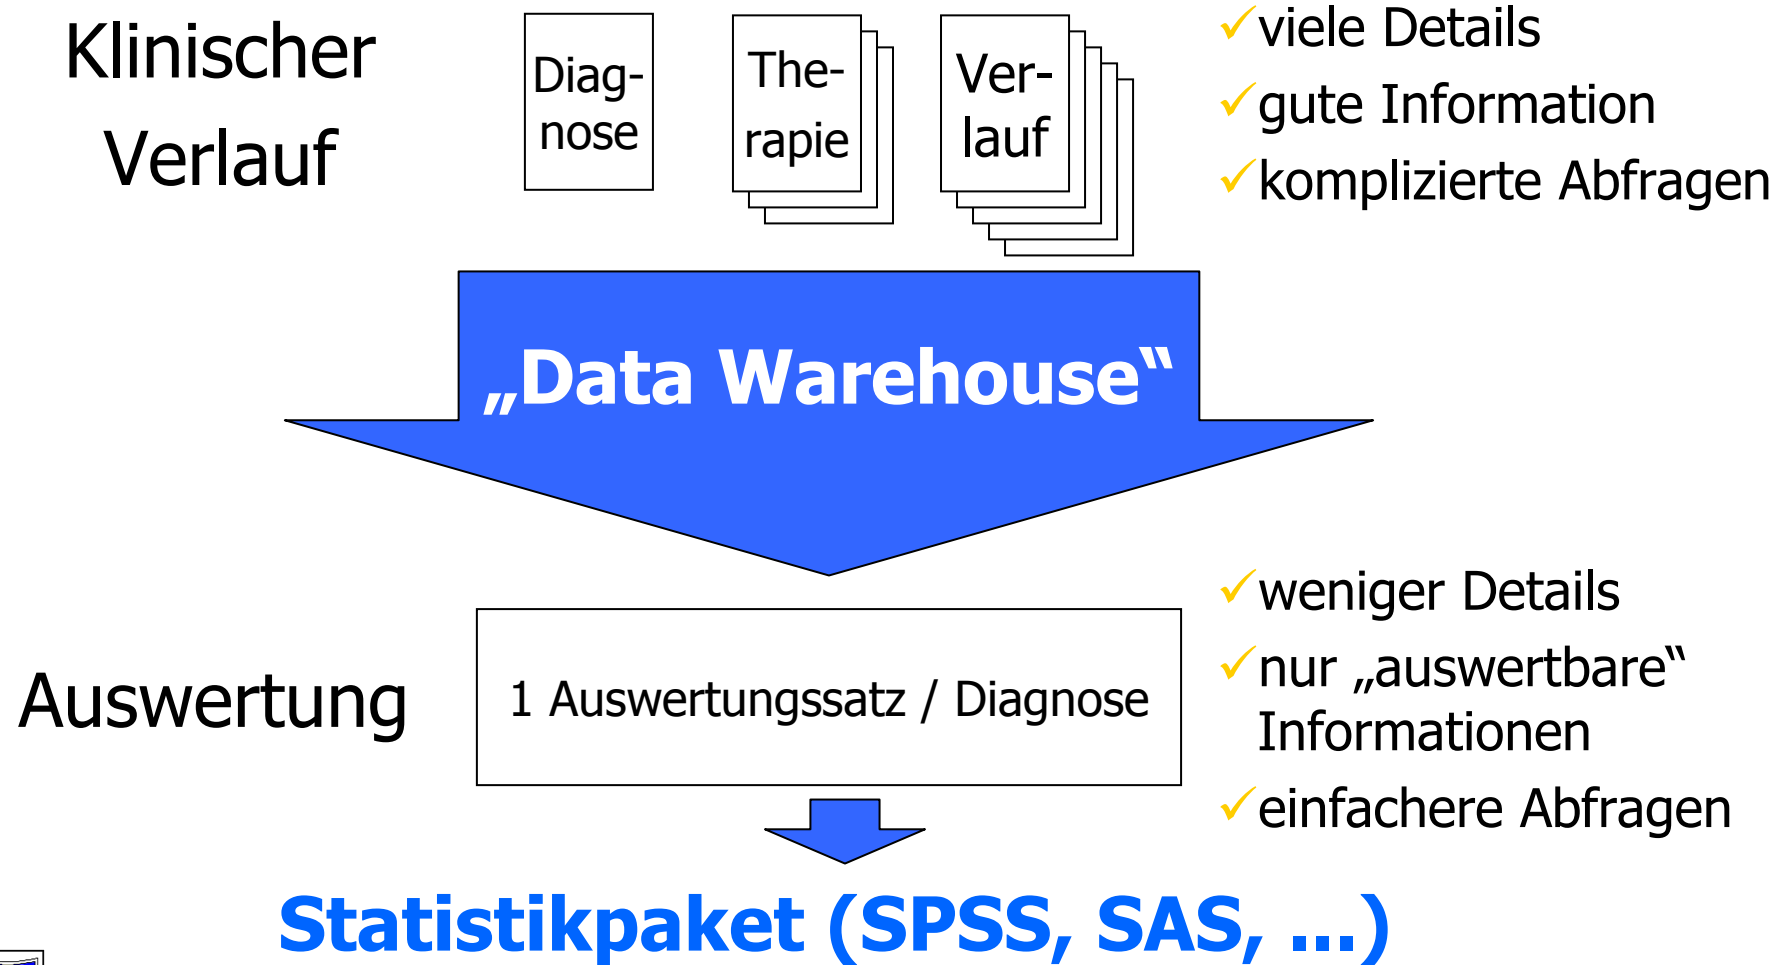 Klinischer
Verlauf
Diag-
nose
The-
rapie
Ver-
lauf
viele Details
gute Information
komplizierte Abfragen
„Data Warehouse“
Auswertung
1 Auswertungssatz / Diagnose
weniger Details
nur „auswertbare“
Informationen
einfachere Abfragen
Statistikpaket (SPSS, SAS, ...)